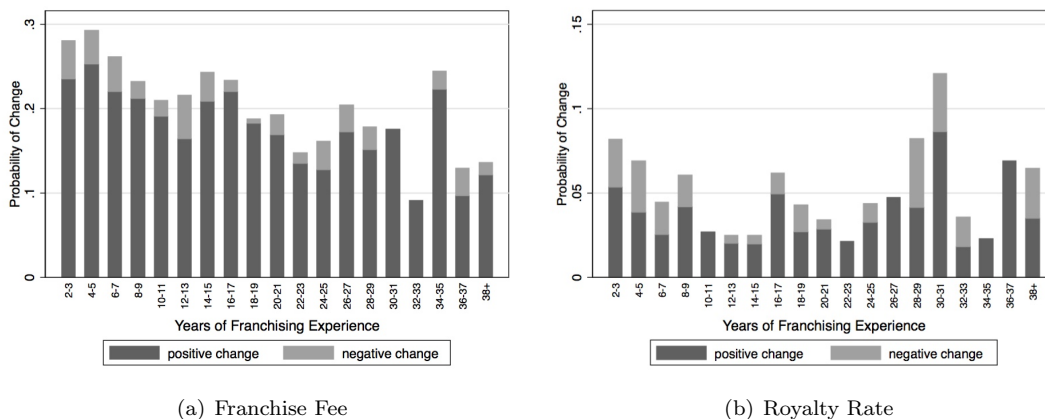 Probability of Change
0 .1 .2 .3
2-3 4-5 6-7 8-9 10-11 12-13 14-15 16-17 18-19 20-21 22-23 24-25 26-27 28-29 30-31 32-33 34-35 36-37 38+
Years of Franchising Experience
positive change negative change
(a) Franchise Fee
Probability of Change
0 .05 .1 .15
2-3 4-5 6-7 8-9 10-11 12-13 14-15 16-17 18-19 20-21 22-23 24-25 26-27 28-29 30-31 32-33 34-35 36-37 38+
Years of Franchising Experience
positive change negative change
(b) Royalty Rate